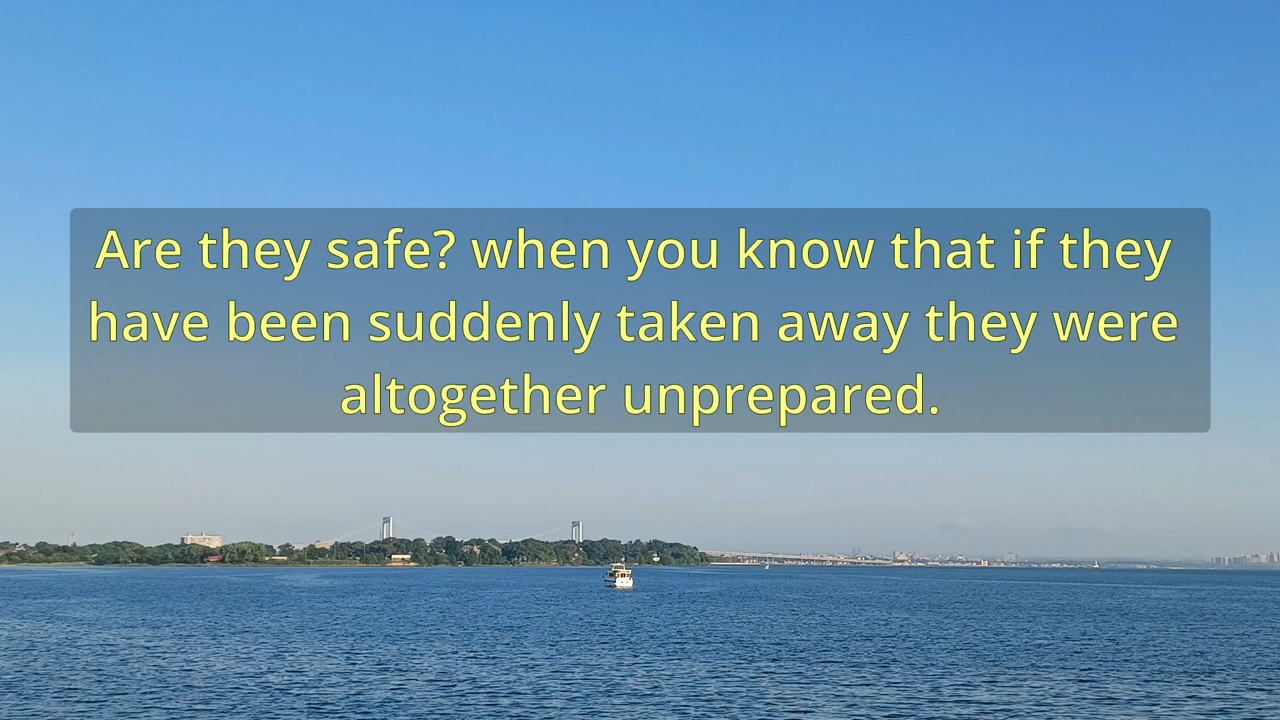 Are they safe? when you know that if they
have been suddenly taken away they were
altogether unprepared.